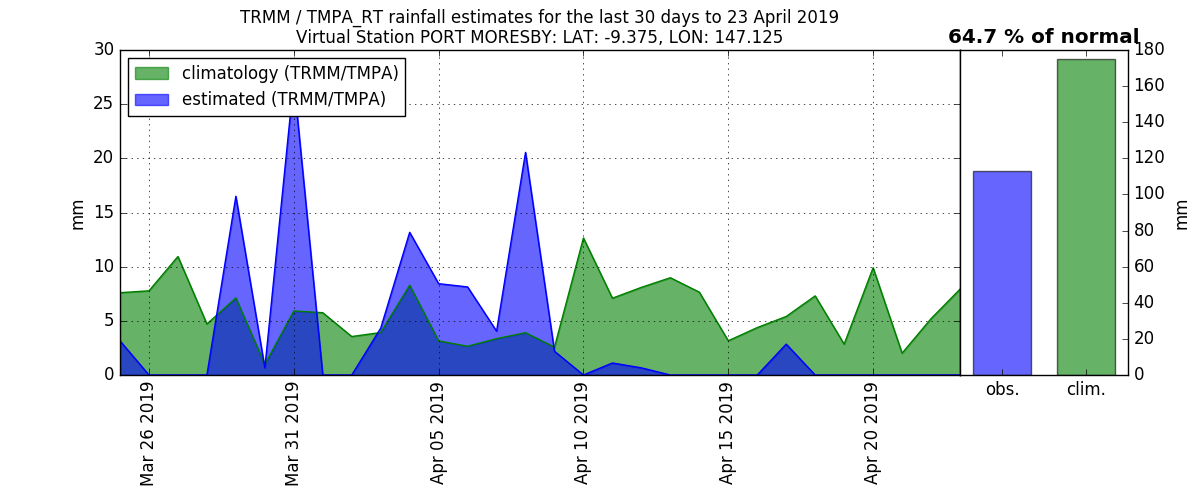 TRMM / TMPA_RT rainfall estimates for the last 30 days to 23 April 2019
Virtual Station PORT MORESBY: LAT: -9.375, LON: 147.125
64.7 % of normal
climatology (TRMM/TMPA)
estimated (TRMM/TMPA)
30
25
20
15
10
5
0
mm
Mar 26 2019
Mar 31 2019
Apr 05 2019
Apr 10 2019
Apr 15 2019
Apr 20 2019
obs.
clim.
180
160
140
120
100
80
60
40
20
0
mm